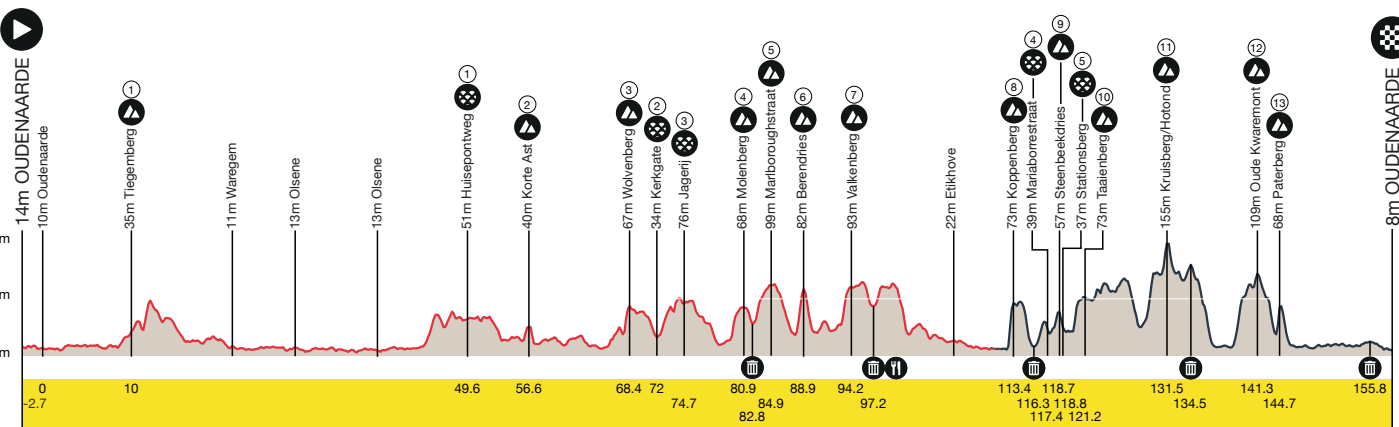 14m OUDENAARDE
10m Oudenaarde
1
35m Tiegemberg
11m Waregem
13m Olsene
13m Olsene
1
51m Huisepontweg
2
40m Korte Ast
3
67m Wolvenberg
2
34m Kerkgate
3
76m Jagerij
4
68m Molenberg
5
99m Marlboroughstraat
6
82m Berendries
7
93m Valkenberg
22m Etikhove
8
73m Koppenberg
4
39m Mariaborrestraat
9
57m Steenbeekdries
5
37m Stationsberg
10
73m Taaienberg
11
155m Kruisberg/Hotond
12
109m Oude Kwaremont
13
68m Paterberg
8m OUDENAARDE
m
m
m
0 10 49.6 56.6 68.4 72 80.9 88.9 94.2 113.4 118.7 131.5 141.3 155.8
-2.7 74.7 84.9 97.2 116.3 118.8 134.5 144.7
82.8 117.4 121.2